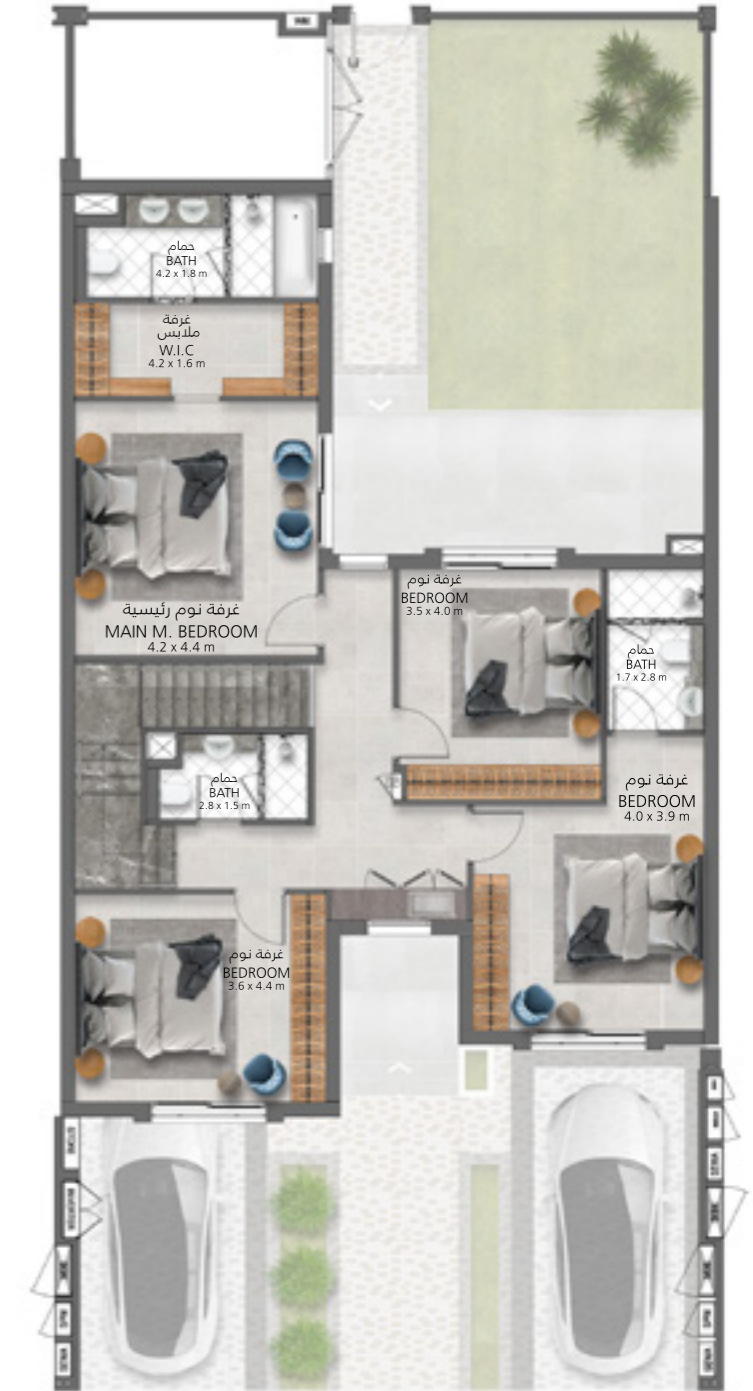 حمام
BATH
4.2 x 1.8 m
غرفة
ملابس
W.I.C
4.2 x 1.6 m
غرفة نوم رئيسية
MAIN M. BEDROOM
4.2 x 4.4 m
غرفة نوم
BEDROOM
3.5 x 4.0 m
حمام
BATH
1.7 x 2.8 m
حمام
BATH
2.8 x 1.5 m
غرفة نوم
BEDROOM
4.0 x 3.9 m
غرفة نوم
BEDROOM
3.6 x 4.4 m